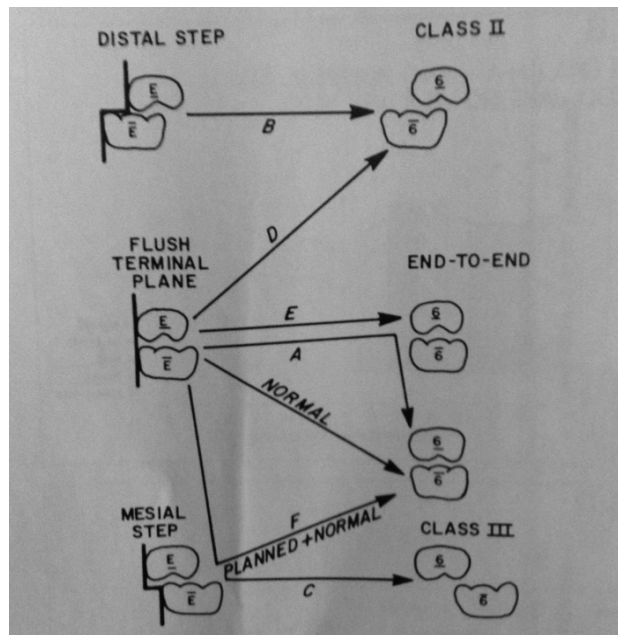 DISTAL STEP
CLASS II
E
E
B
6
6
D
FLUSH
TERMINAL
PLANE
END-TO-END
E
E
E
A
6
6
NORMAL
6
6
MESIAL
STEP
F
PLANNED + NORMAL
CLASS III
E
E
C
6
6